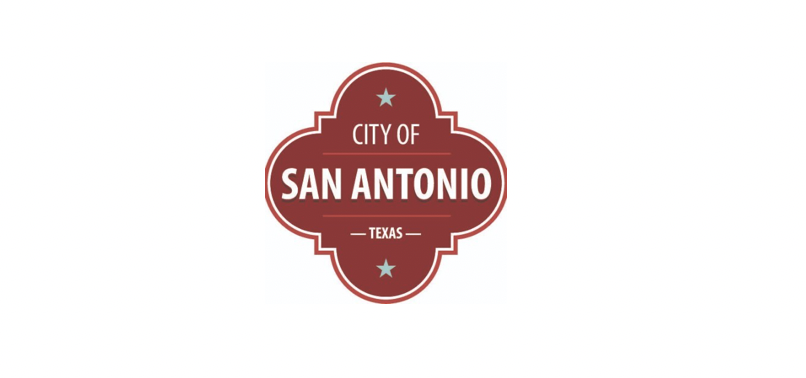 CITY OF
SAN ANTONIO
— TEXAS —